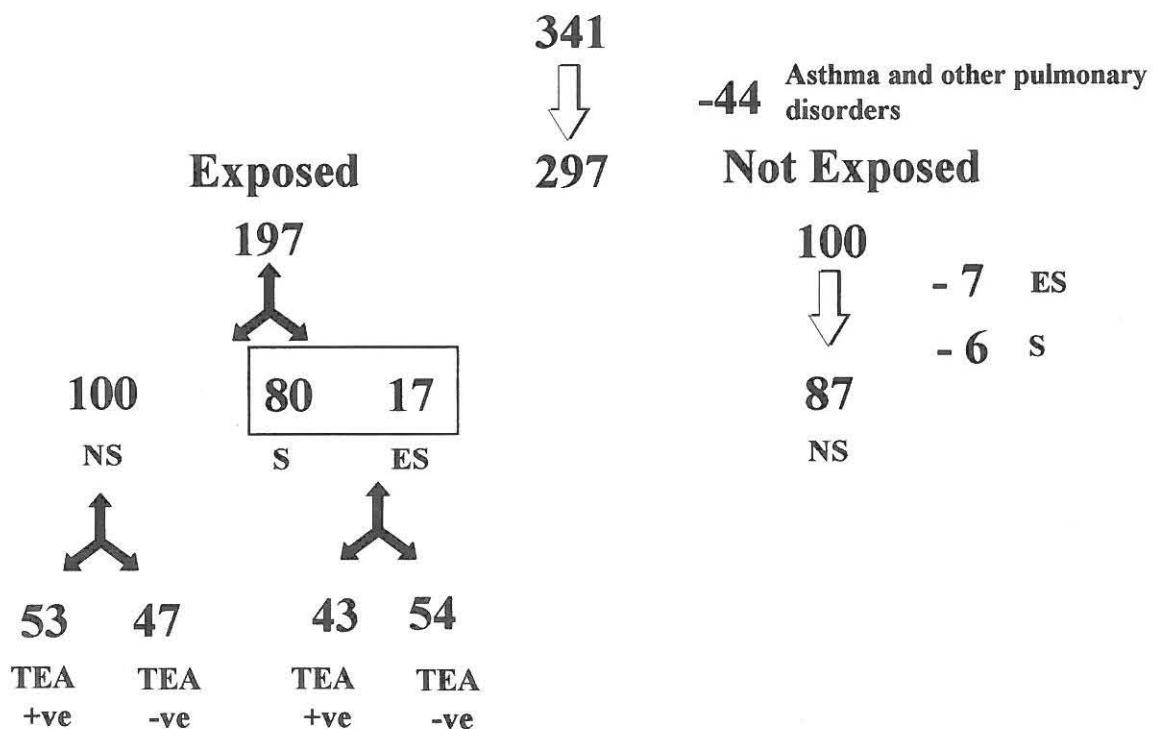 341
-44 Asthma and other pulmonary
disorders
Exposed 297 Not Exposed
197 100
- 7 ES
- 6 S
100 80 17 87
NS S ES NS
53 47 43 54
TEA TEA TEA TEA
+ve -ve +ve -ve